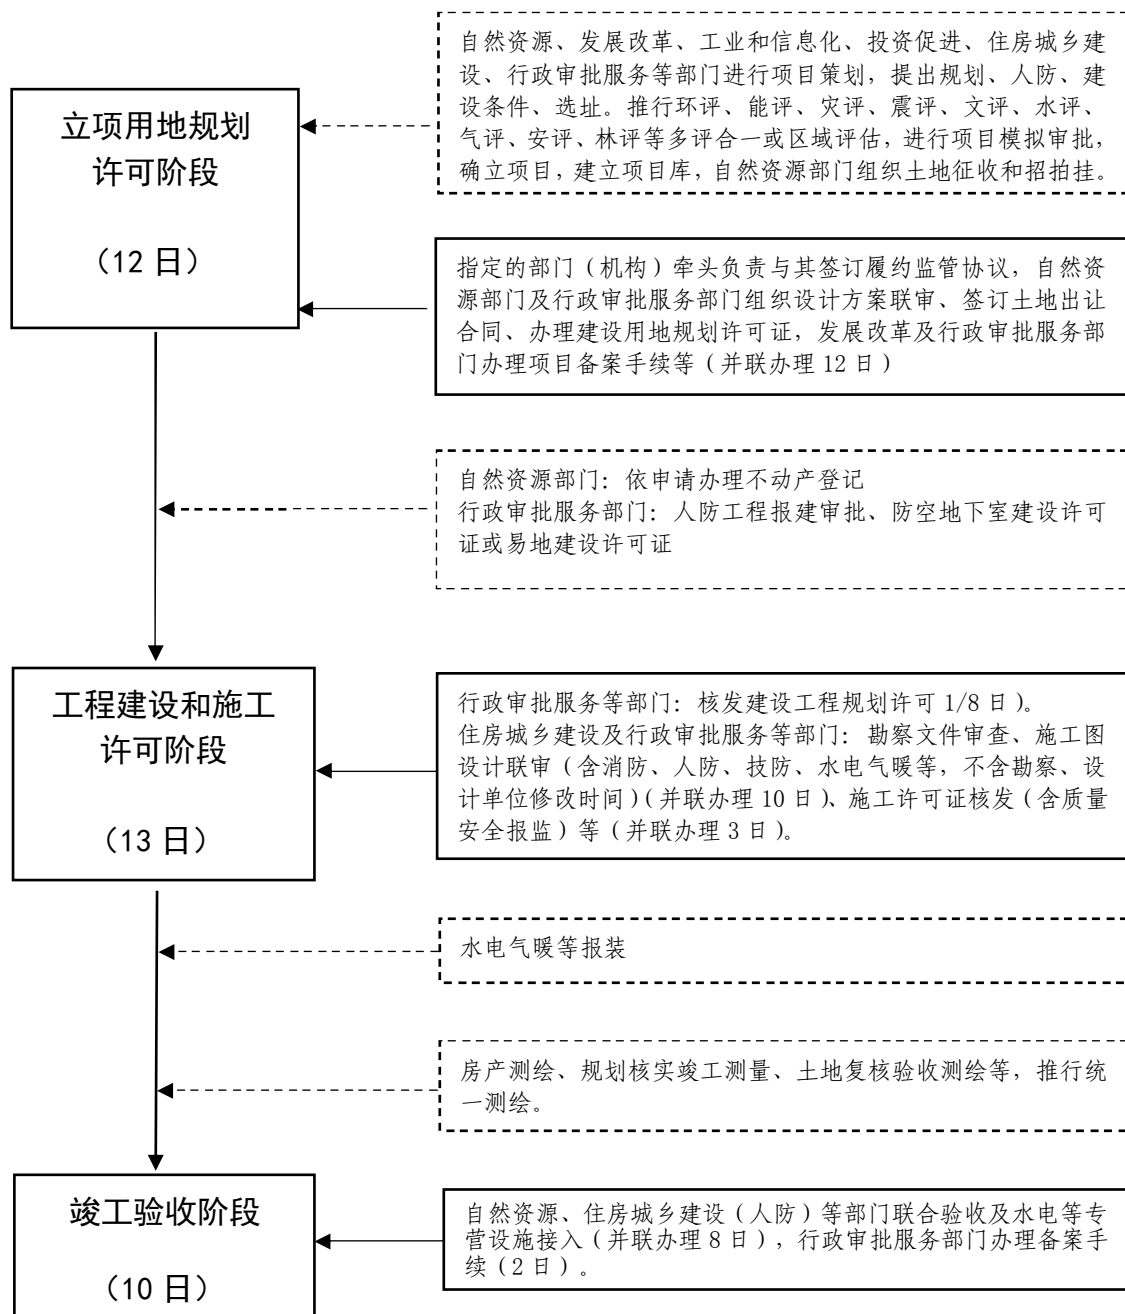 自然资源、发展改革、工业和信息化、投资促进、住房城乡建
设、行政审批服务等部门进行项目策划，提出规划、人防、建
设条件、选址。推行环评、能评、灾评、震评、文评、水评、
气评、安评、林评等多评合一或区域评估，进行项目模拟审批，
确立项目，建立项目库，自然资源部门组织土地征收和招拍挂。
立项用地规划
许可阶段
（12 日）
指定的部门（机构）牵头负责与其签订履约监管协议，自然资
源部门及行政审批服务部门组织设计方案联审、签订土地出让
合同、办理建设用地规划许可证，发展改革及行政审批服务部
门办理项目备案手续等（并联办理 12 日）
自然资源部门：依申请办理不动产登记
行政审批服务部门：人防工程报建审批、防空地下室建设许可
证或易地建设许可证
工程建设和施工
许可阶段
（13 日）
行政审批服务等部门：核发建设工程规划许可 1/8 日）。
住房城乡建设及行政审批服务等部门：勘察文件审查、施工图
设计联审（含消防、人防、技防、水电气暖等，不含勘察、设
计单位修改时间）（并联办理 10 日）、施工许可证核发（含质量
安全报监）等（并联办理 3 日）。
水电气暖等报装
房产测绘、规划核实竣工测量、土地复核验收测绘等，推行统
一测绘。
竣工验收阶段
（10 日）
自然资源、住房城乡建设（人防）等部门联合验收及水电等专
营设施接入（并联办理 8 日），行政审批服务部门办理备案手
续（2 日）。